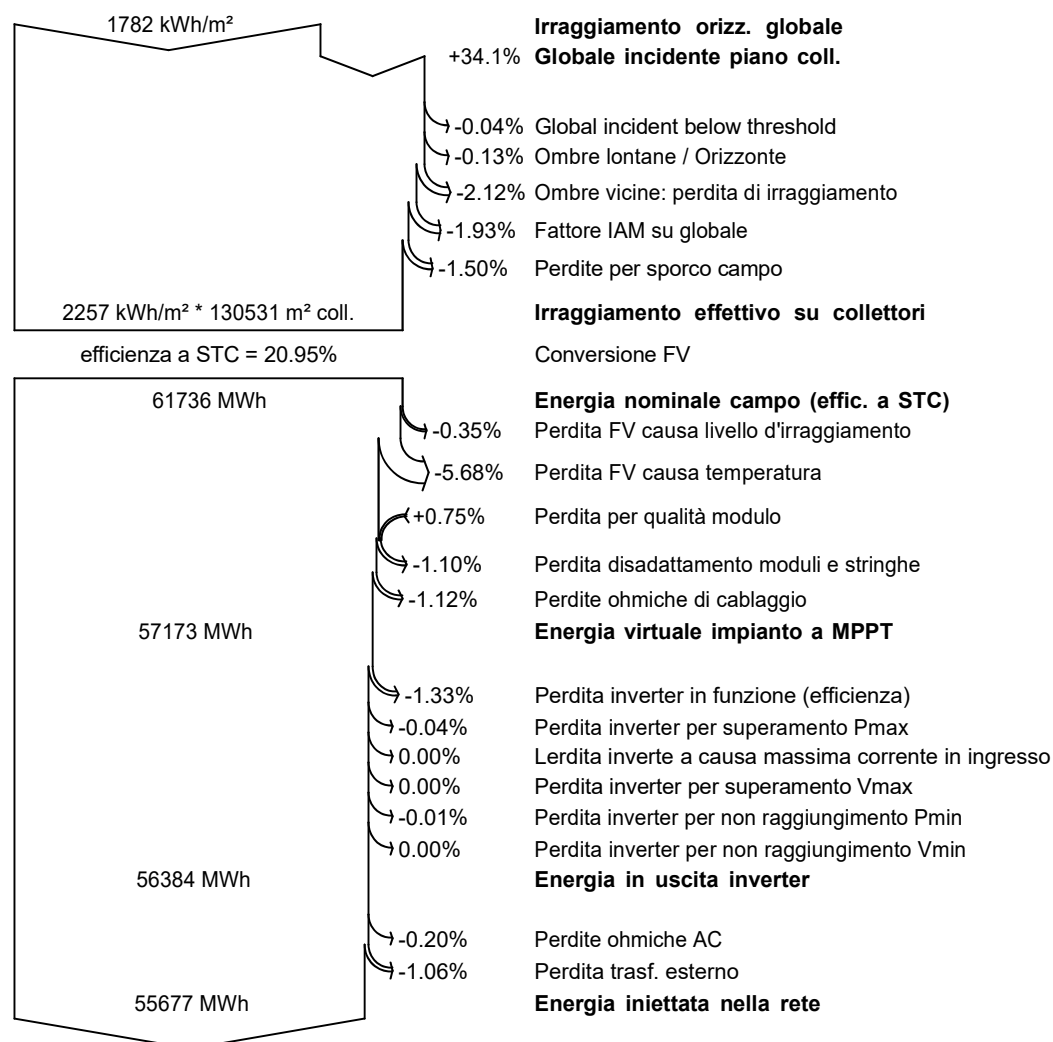 1782 kWh/m² Irraggiamento orizz. globale
+34.1% Globale incidente piano coll.
-0.04% Global incident below threshold
-0.13% Ombre lontane / Orizzonte
-2.12% Ombre vicine: perdita di irraggiamento
-1.93% Fattore IAM su globale
-1.50% Perdite per sporco campo
2257 kWh/m² * 130531 m² coll. Irraggiamento effettivo su collettori
efficienza a STC = 20.95% Conversione FV
61736 MWh Energia nominale campo (effic. a STC)
-0.35% Perdita FV causa livello d'irraggiamento
-5.68% Perdita FV causa temperatura
+0.75% Perdita per qualità modulo
-1.10% Perdita disadattamento moduli e stringhe
-1.12% Perdite ohmiche di cablaggio
57173 MWh Energia virtuale impianto a MPPT
-1.33% Perdita inverter in funzione (efficienza)
-0.04% Perdita inverter per superamento Pmax
0.00% Lerdita inverte a causa massima corrente in ingresso
0.00% Perdita inverter per superamento Vmax
-0.01% Perdita inverter per non raggiungimento Pmin
0.00% Perdita inverter per non raggiungimento Vmin
56384 MWh Energia in uscita inverter
-0.20% Perdite ohmiche AC
-1.06% Perdita trasf. esterno
55677 MWh Energia iniettata nella rete